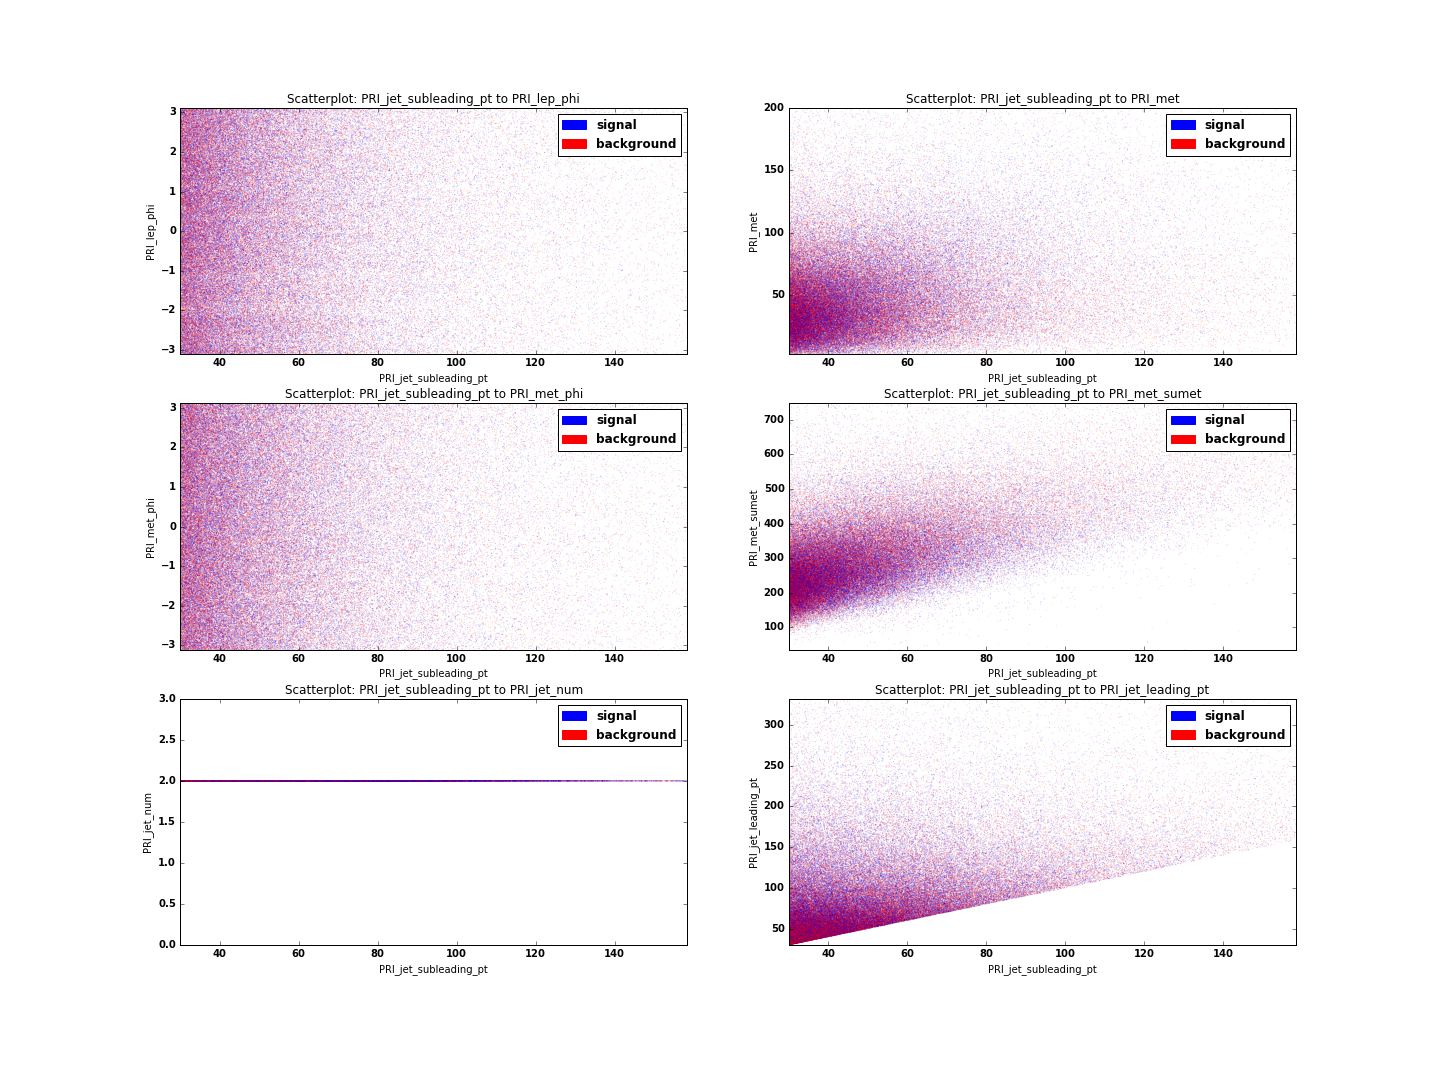 Scatterplot: PRI_jet_subleading_pt to PRI_lep_phi
3
2
1
0
−1
−2
−3
PRI_lep_phi
signal
background
40 60 80 100 120 140
PRI_jet_subleading_pt
Scatterplot: PRI_jet_subleading_pt to PRI_met
200
150
100
50
PRI_met
signal
background
40 60 80 100 120 140
PRI_jet_subleading_pt
Scatterplot: PRI_jet_subleading_pt to PRI_met_phi
3
2
1
0
−1
−2
−3
PRI_met_phi
signal
background
40 60 80 100 120 140
PRI_jet_subleading_pt
Scatterplot: PRI_jet_subleading_pt to PRI_met_sumet
700
600
500
400
300
200
100
PRI_met_sumet
signal
background
40 60 80 100 120 140
PRI_jet_subleading_pt
Scatterplot: PRI_jet_subleading_pt to PRI_jet_num
3.0
2.5
2.0
1.5
1.0
0.5
0.0
PRI_jet_num
signal
background
40 60 80 100 120 140
PRI_jet_subleading_pt
Scatterplot: PRI_jet_subleading_pt to PRI_jet_leading_pt
300
250
200
150
100
50
PRI_jet_leading_pt
signal
background
40 60 80 100 120 140
PRI_jet_subleading_pt